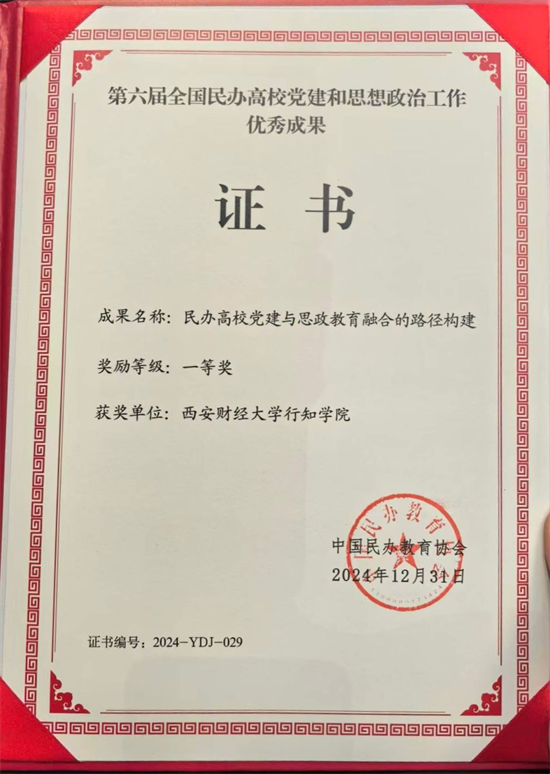 第六届全国民办高校党建和思想政治工作
优秀成果
证书
成果名称：民办高校党建与思政教育融合的路径构建
奖励等级：一等奖
获奖单位：西安财经大学行知学院
中国民办教育协会
2024年12月31日
证书编号：2024-YDJ-029